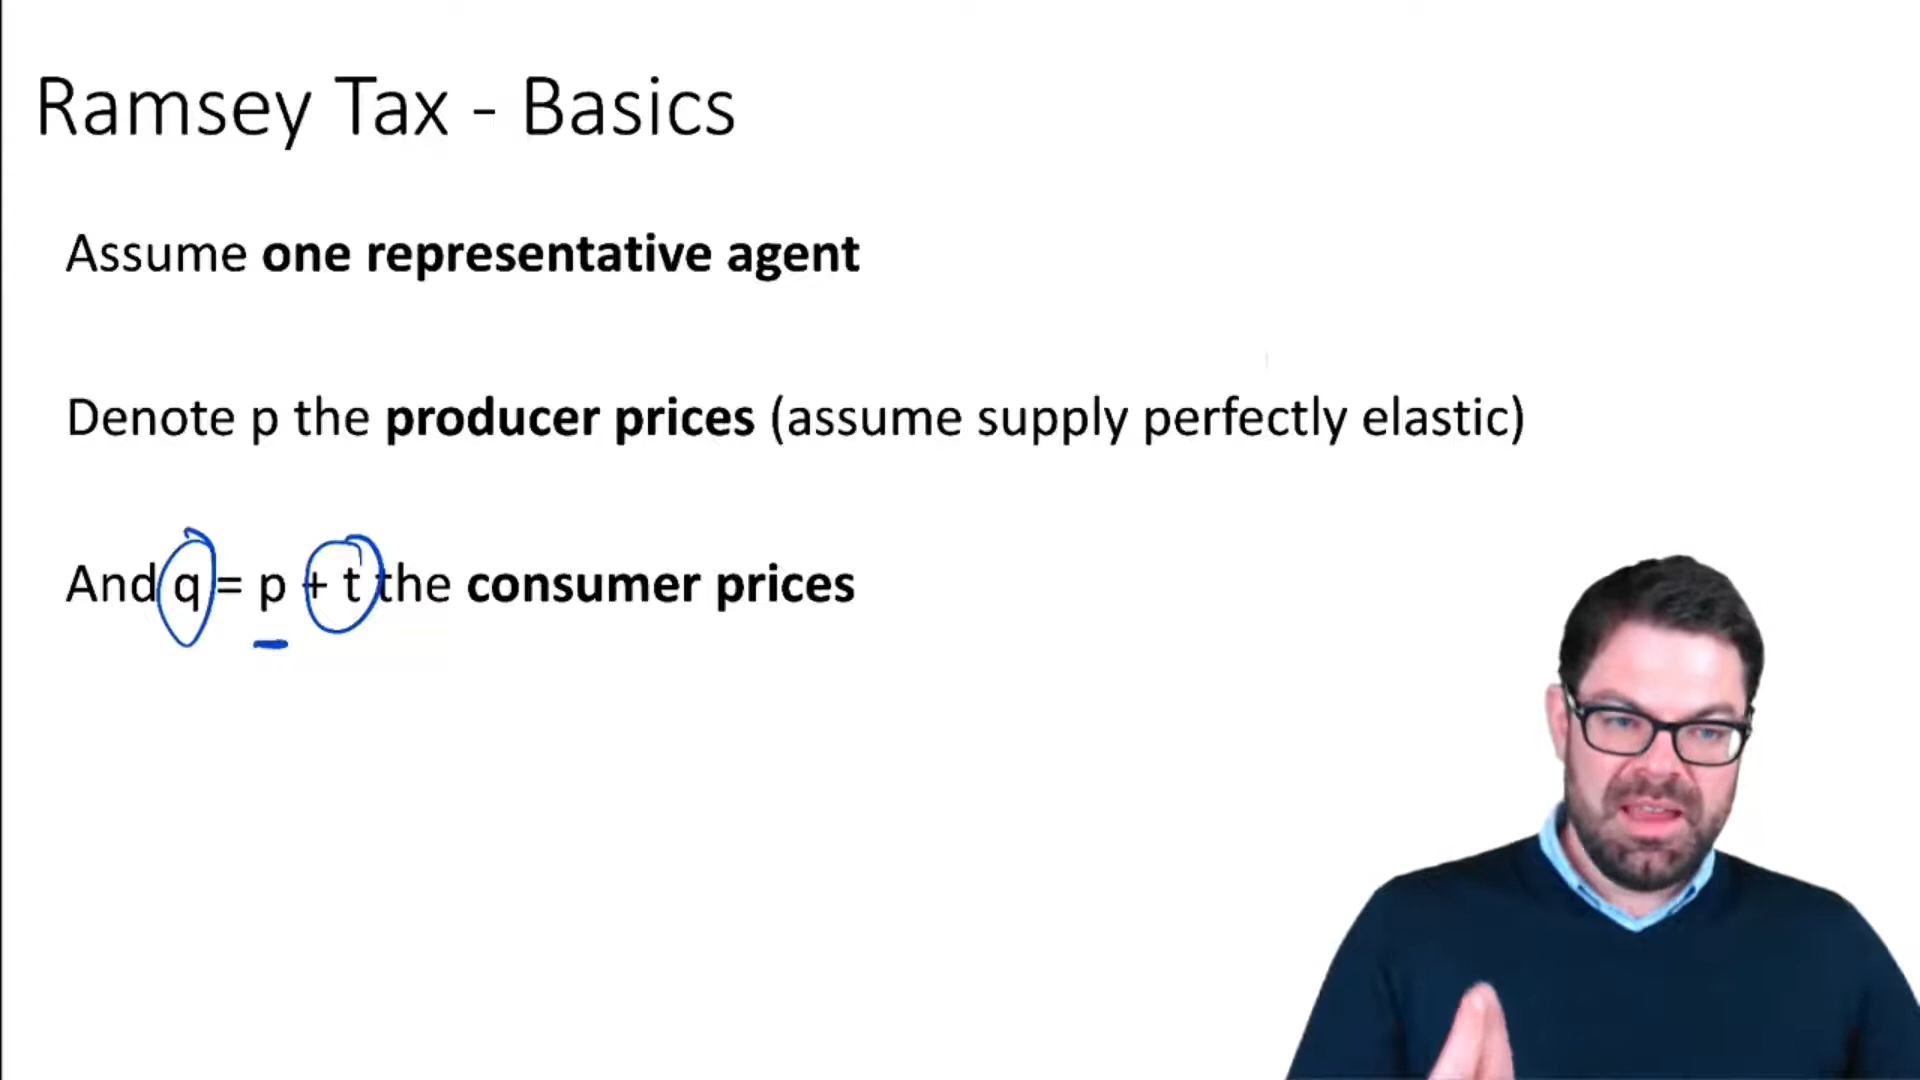 Ramsey Tax - Basics
Assume one representative agent
Denote p the producer prices (assume supply perfectly elastic)
And q = p + t the consumer prices